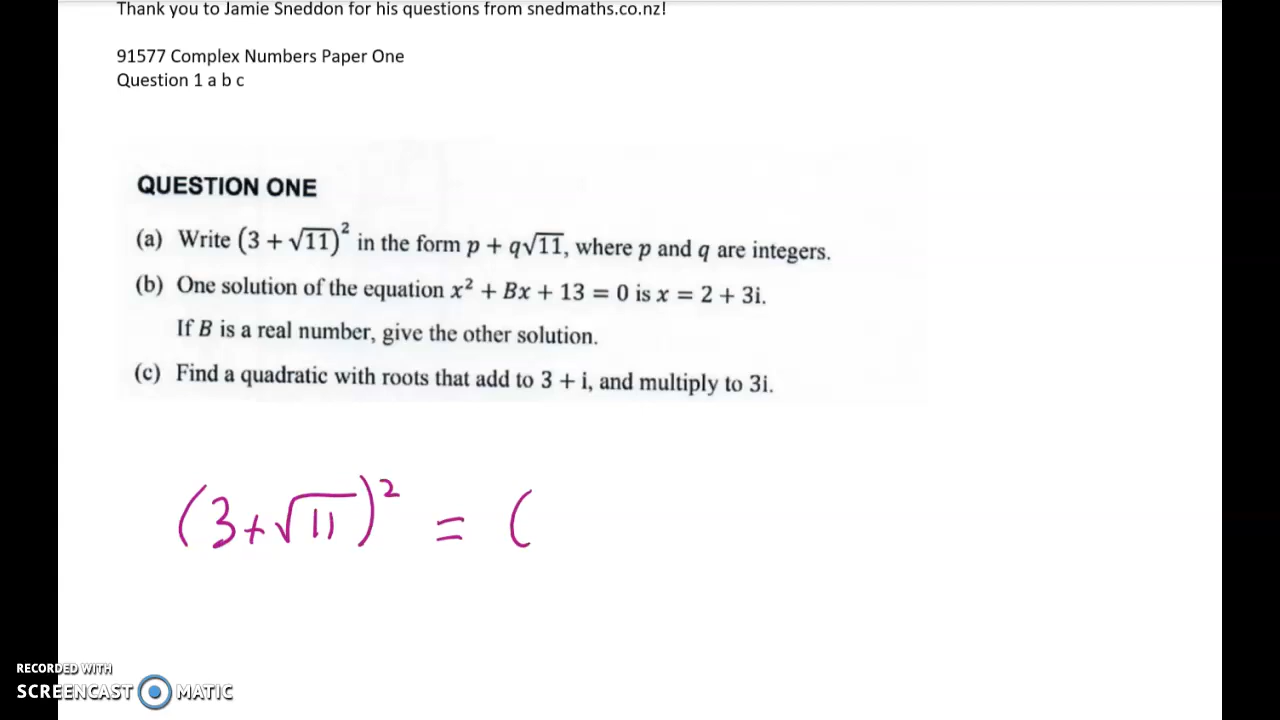 Thank you to Jamie Sneddon for his questions from snedmaths.co.nz!
91577 Complex Numbers Paper One
Question 1 a b c
QUESTION ONE
(a) Write (3 + √11)² in the form p + q√11, where p and q are integers.
(b) One solution of the equation x² + Bx + 13 = 0 is x = 2 + 3i.
If B is a real number, give the other solution.
(c) Find a quadratic with roots that add to 3 + i, and multiply to 3i.
(3+√11)² = (
RECORDED WITH
SCREENCAST MATIC